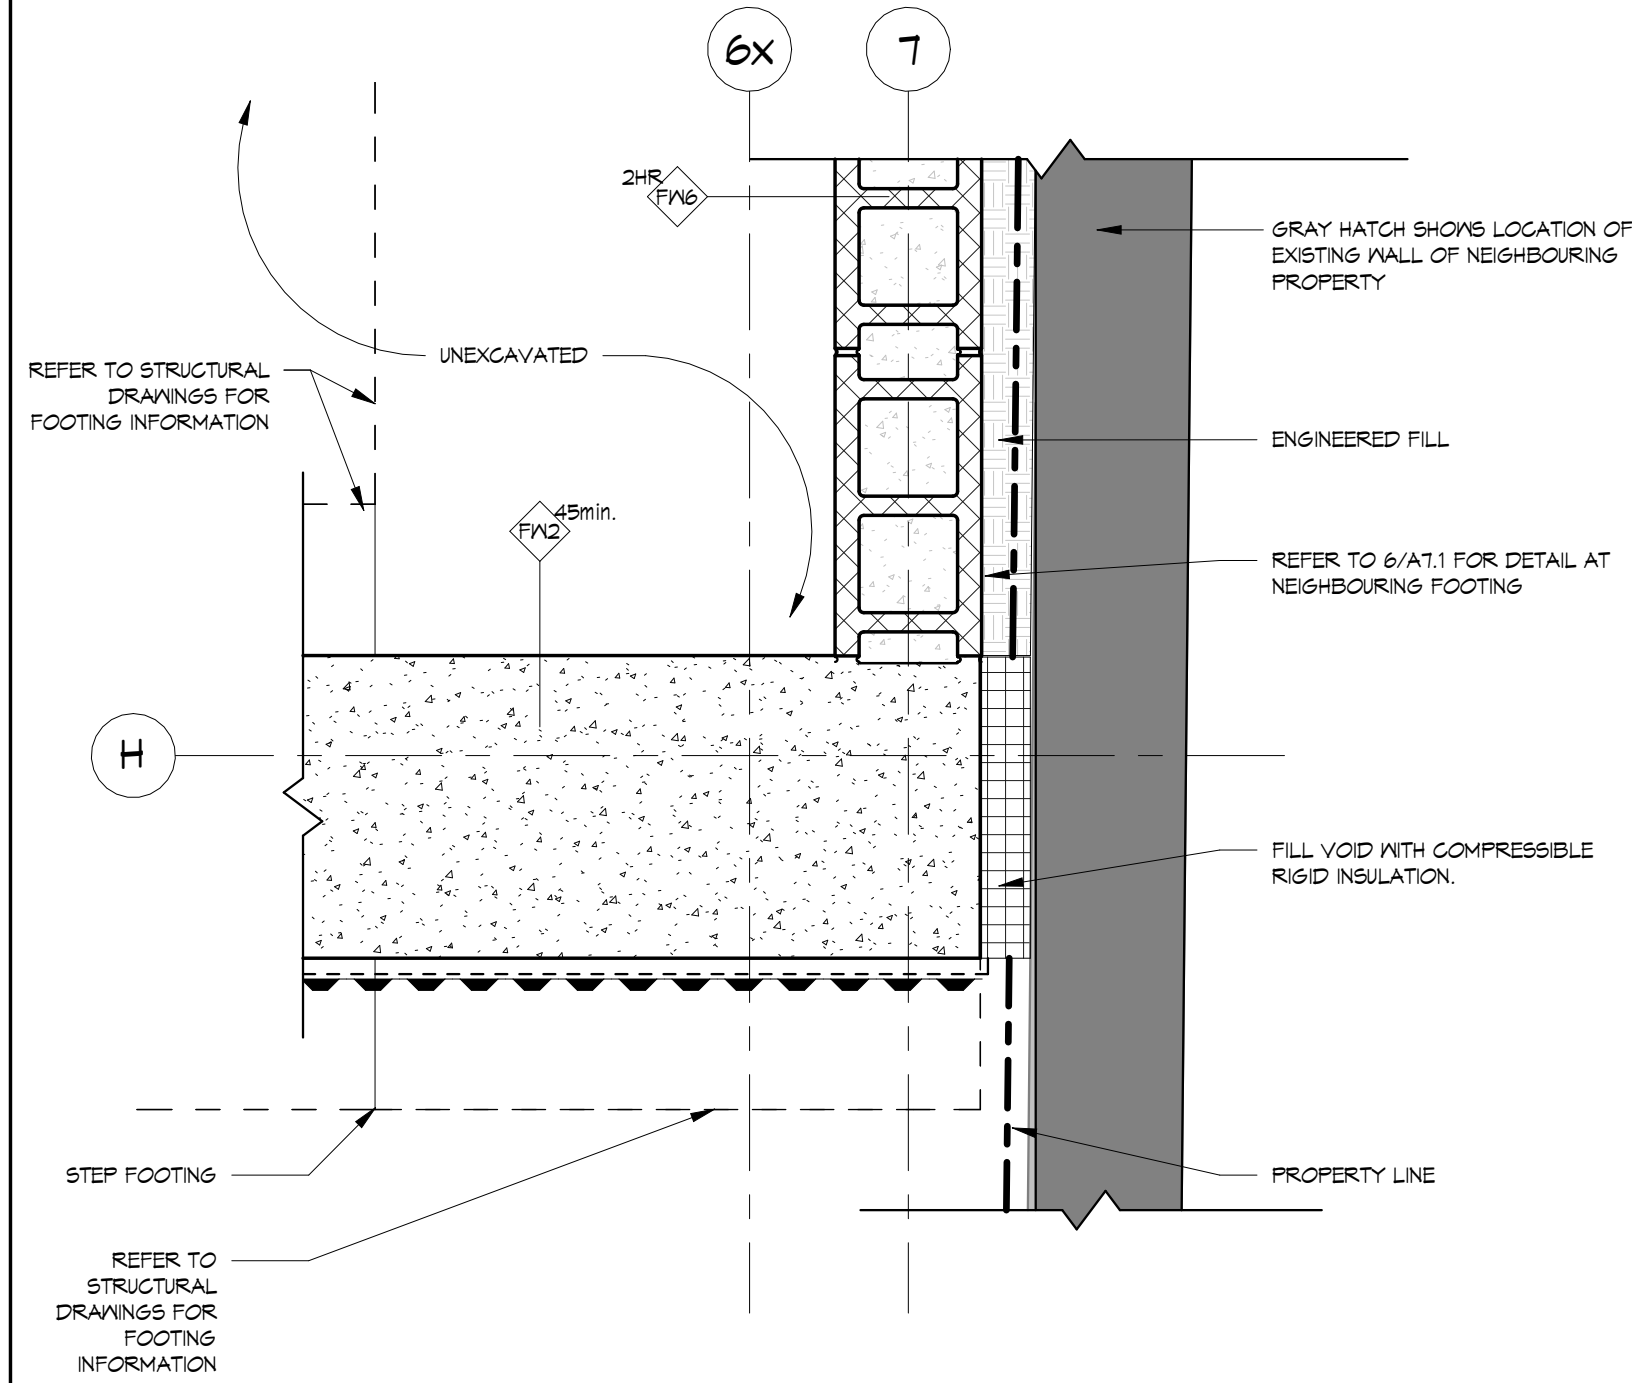 6X
7
2HR
FW6
GRAY HATCH SHOWS LOCATION OF
EXISTING WALL OF NEIGHBOURING
PROPERTY
UNEXCAVATED
REFER TO STRUCTURAL
DRAWINGS FOR
FOOTING INFORMATION
ENGINEERED FILL
45min.
FW2
REFER TO 6/A7.1 FOR DETAIL AT
NEIGHBOURING FOOTING
H
FILL VOID WITH COMPRESSIBLE
RIGID INSULATION.
STEP FOOTING
PROPERTY LINE
REFER TO
STRUCTURAL
DRAWINGS FOR
FOOTING
INFORMATION